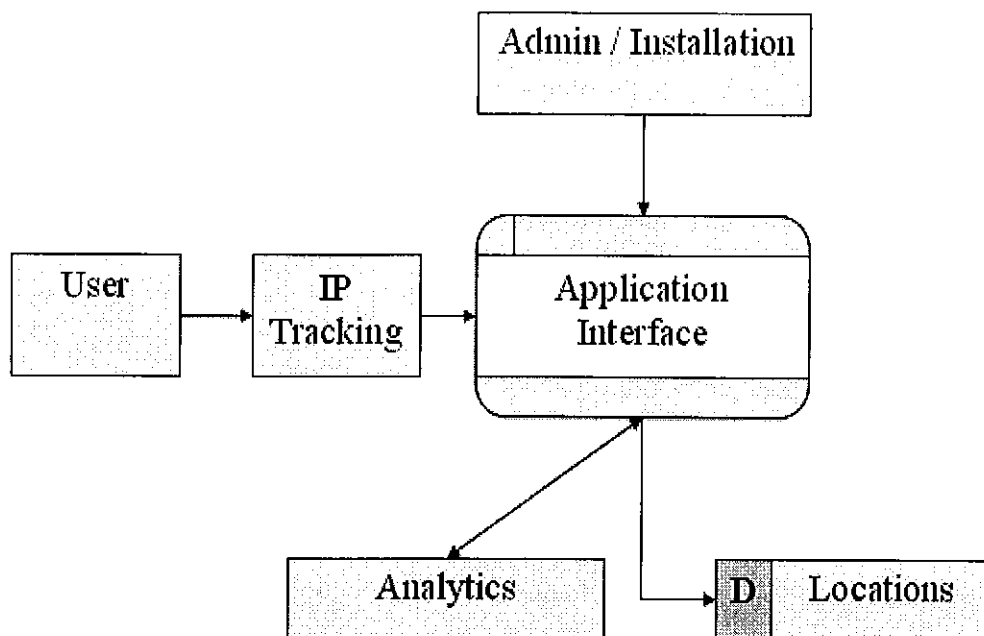 Admin / Installation
User
IP
Tracking
Application
Interface
Analytics
D
Locations